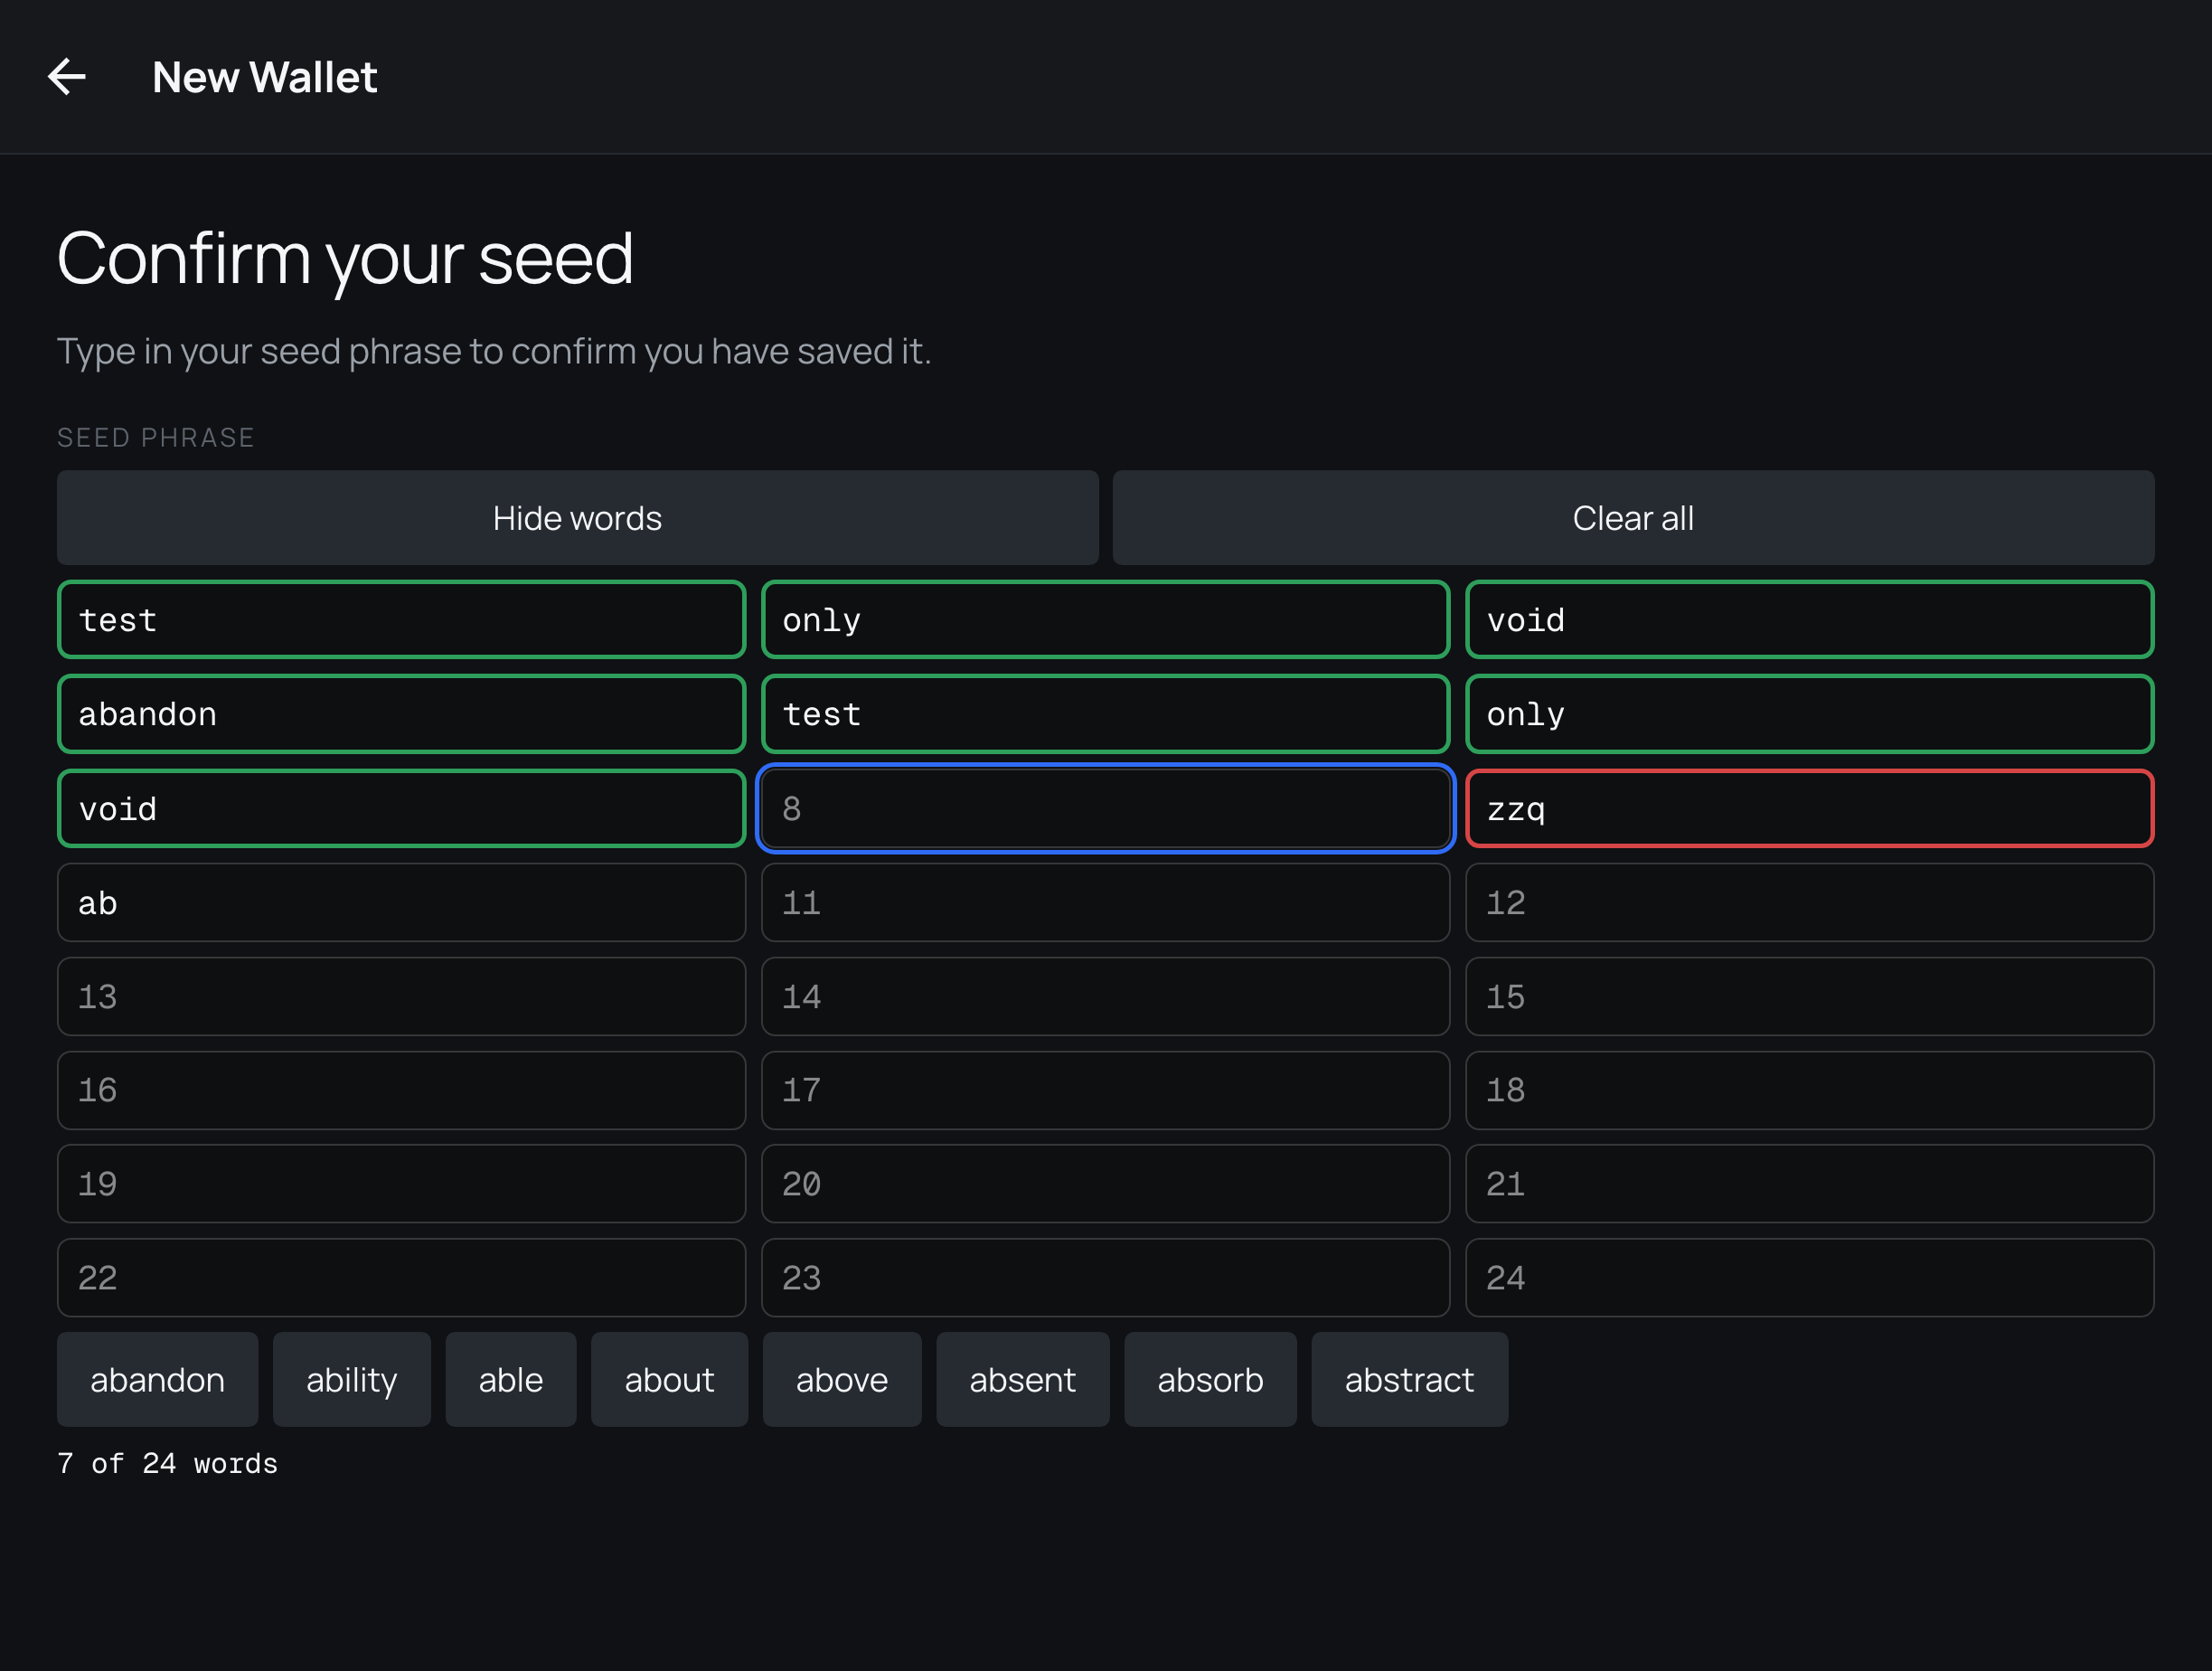 New Wallet
Confirm your seed
Type in your seed phrase to confirm you have saved it.
SEED PHRASE
Hide words Clear all
test only void
abandon test only
void 8 zzq
ab 11 12
13 14 15
16 17 18
19 20 21
22 23 24
abandon ability able about above absent absorb abstract
7 of 24 words